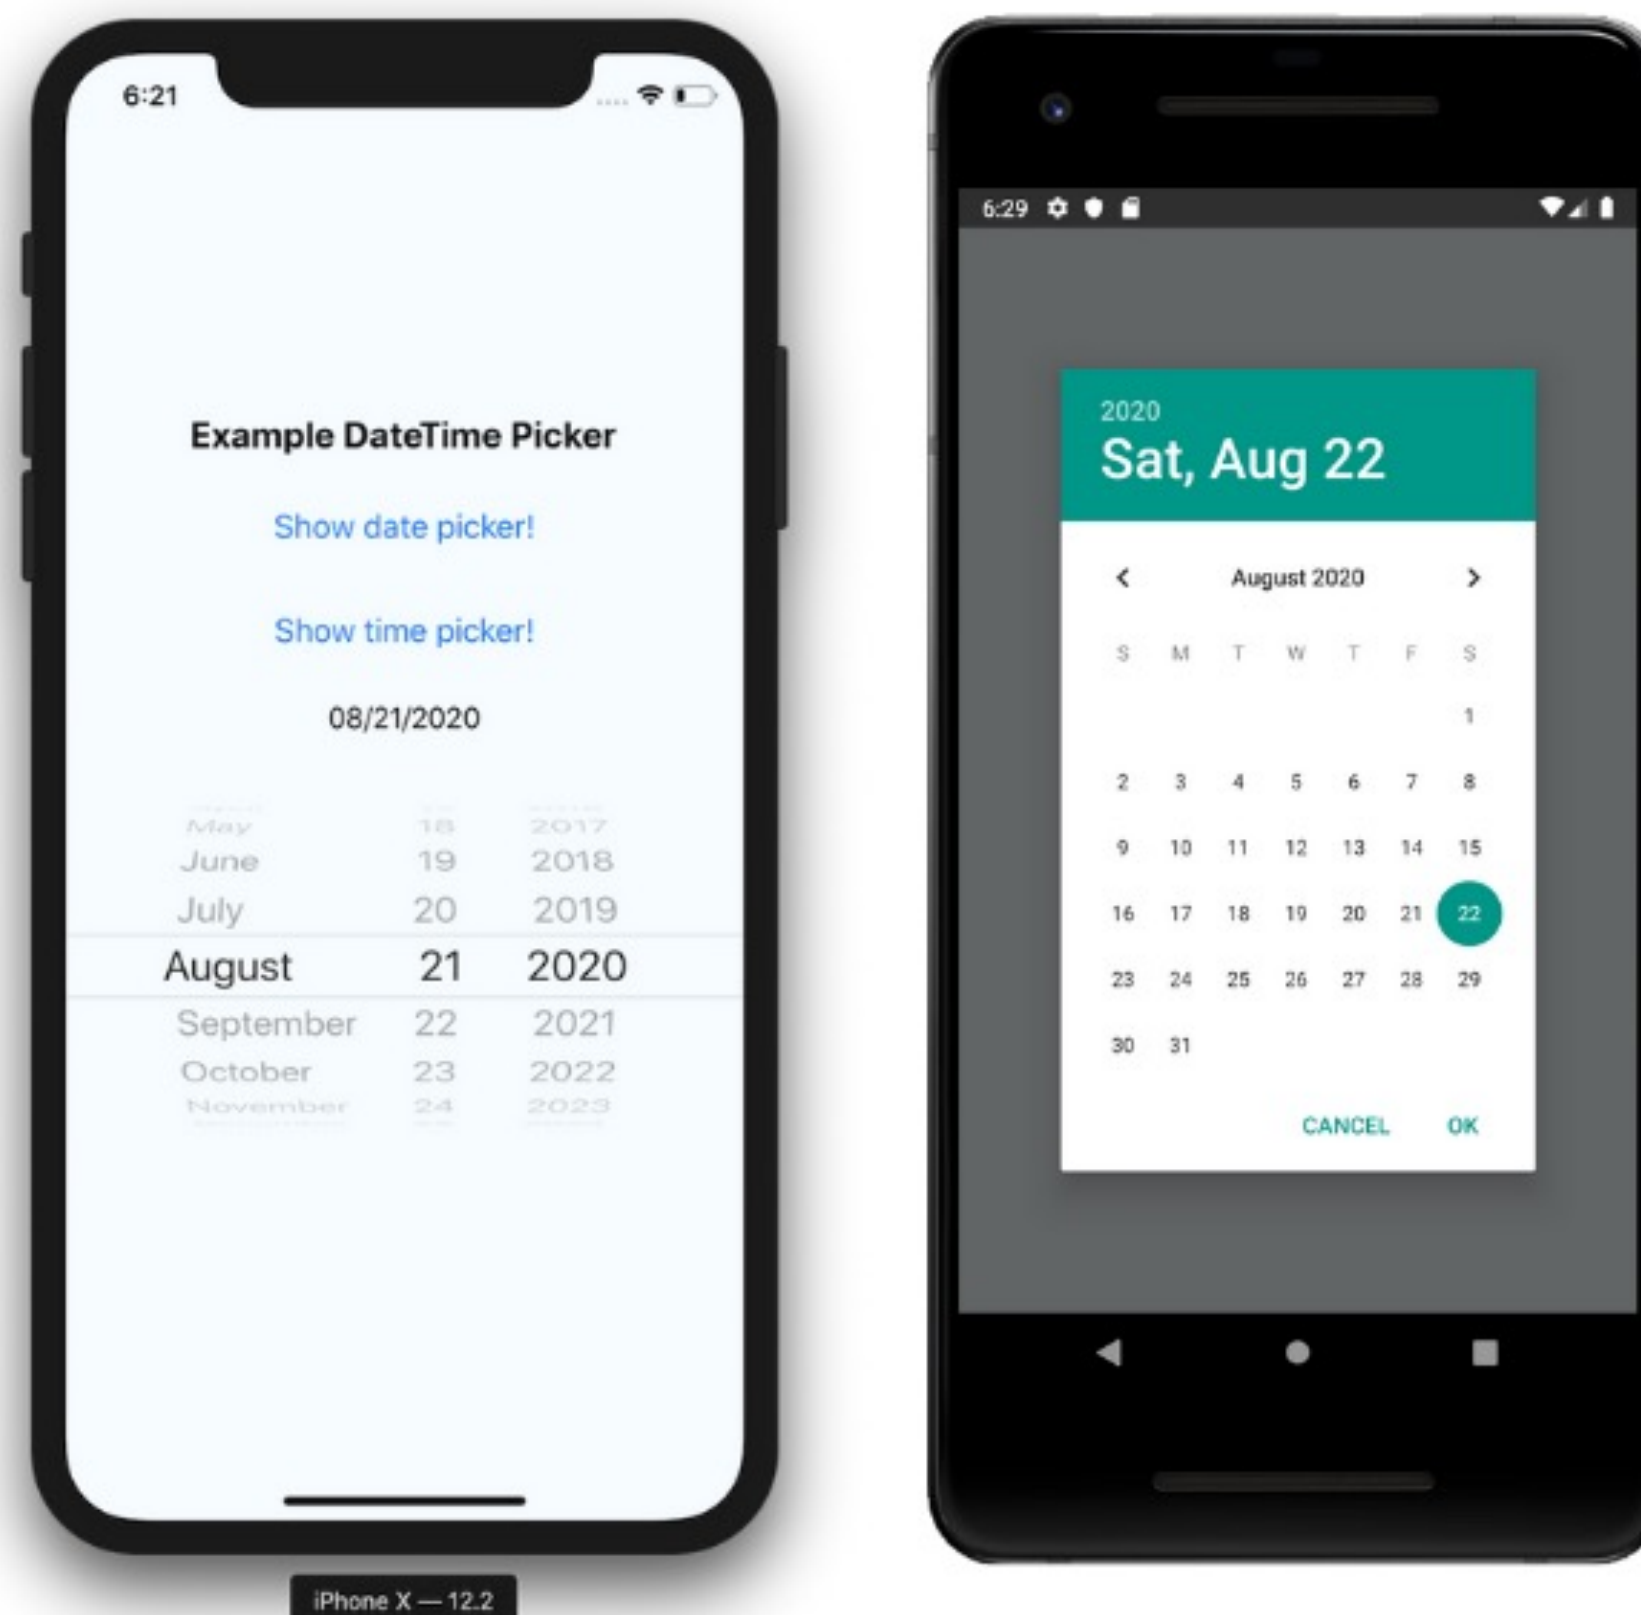 6:21
Example DateTime Picker
Show date picker!
Show time picker!
08/21/2020
May 18 2017
June 19 2018
July 20 2019
August 21 2020
September 22 2021
October 23 2022
November 24 2023
iPhone X — 12.2
6:29
2020
Sat, Aug 22
August 2020
S M T W T F S
1
2 3 4 5 6 7 8
9 10 11 12 13 14 15
16 17 18 19 20 21 22
23 24 25 26 27 28 29
30 31
CANCEL OK